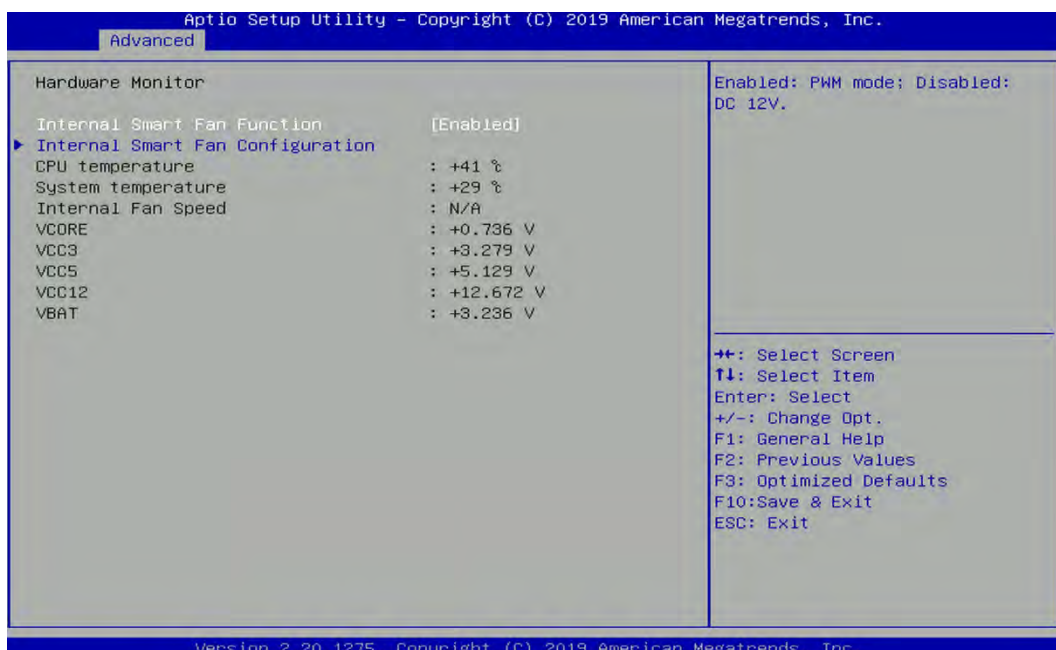 Aptio Setup Utility – Copyright (C) 2019 American Megatrends, Inc.
Advanced
Hardware Monitor
Internal Smart Fan Function [Enabled]
Internal Smart Fan Configuration
CPU temperature : +41 ℃
System temperature : +29 ℃
Internal Fan Speed : N/A
VCORE : +0.736 V
VCC3 : +3.279 V
VCC5 : +5.129 V
VCC12 : +12.672 V
VBAT : +3.236 V
Enabled: PWM mode; Disabled:
DC 12V.
→←: Select Screen
↑↓: Select Item
Enter: Select
+/-: Change Opt.
F1: General Help
F2: Previous Values
F3: Optimized Defaults
F10:Save & Exit
ESC: Exit
Version 2.20.1275. Copyright (C) 2019 American Megatrends, Inc.